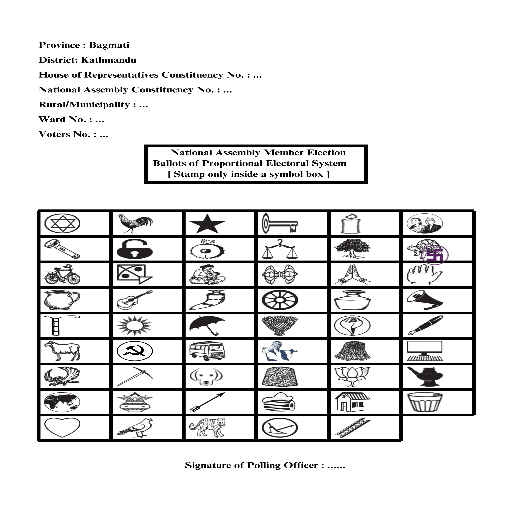 Province : Bagmati
District: Kathmandu
House of Representatives Constituency No. : ...
National Assembly Constituency No. : ...
Rural/Municipality : ...
Ward No. : ...
Voters No. : ...
National Assembly Member Election
Ballots of Proportional Electoral System
[ Stamp only inside a symbol box ]
Signature of Polling Officer : ......